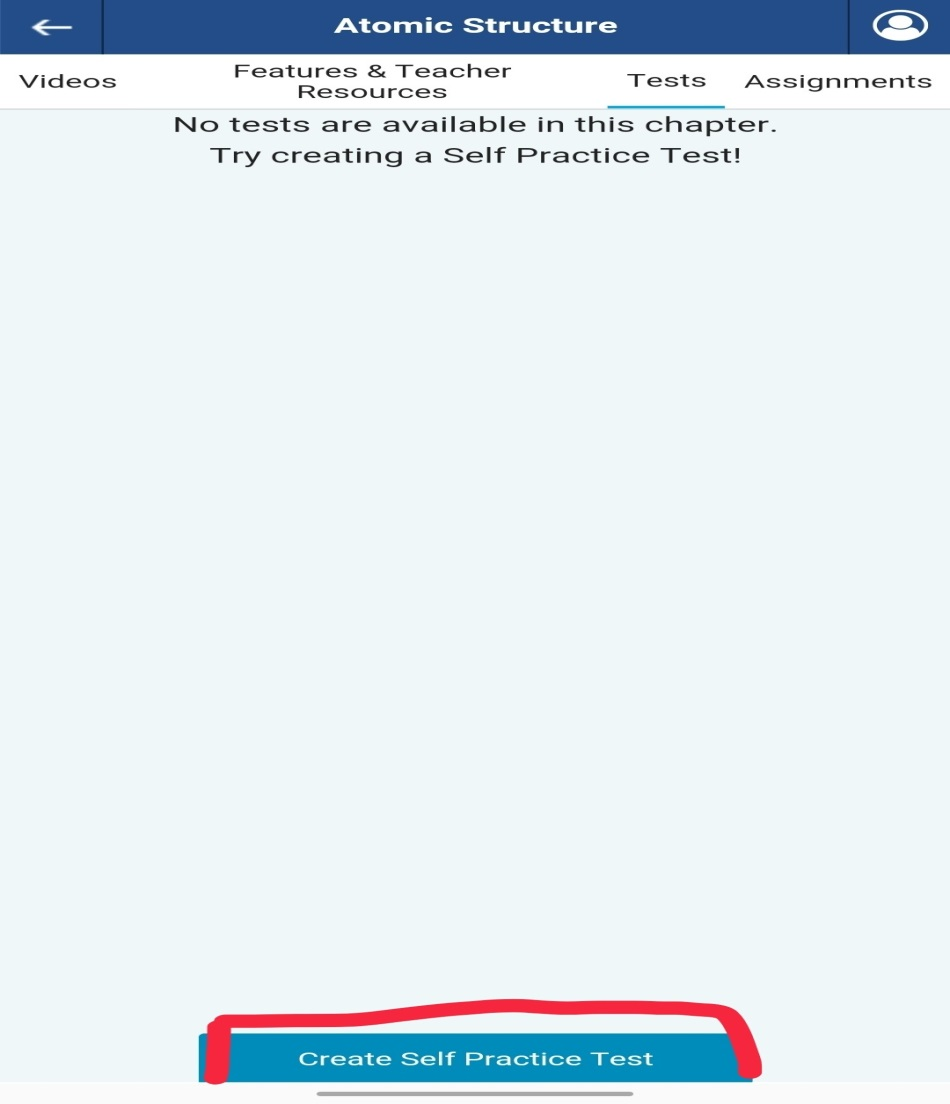 Atomic Structure
Videos
Features & Teacher
Resources
Tests
Assignments
No tests are available in this chapter.
Try creating a Self Practice Test!
Create Self Practice Test